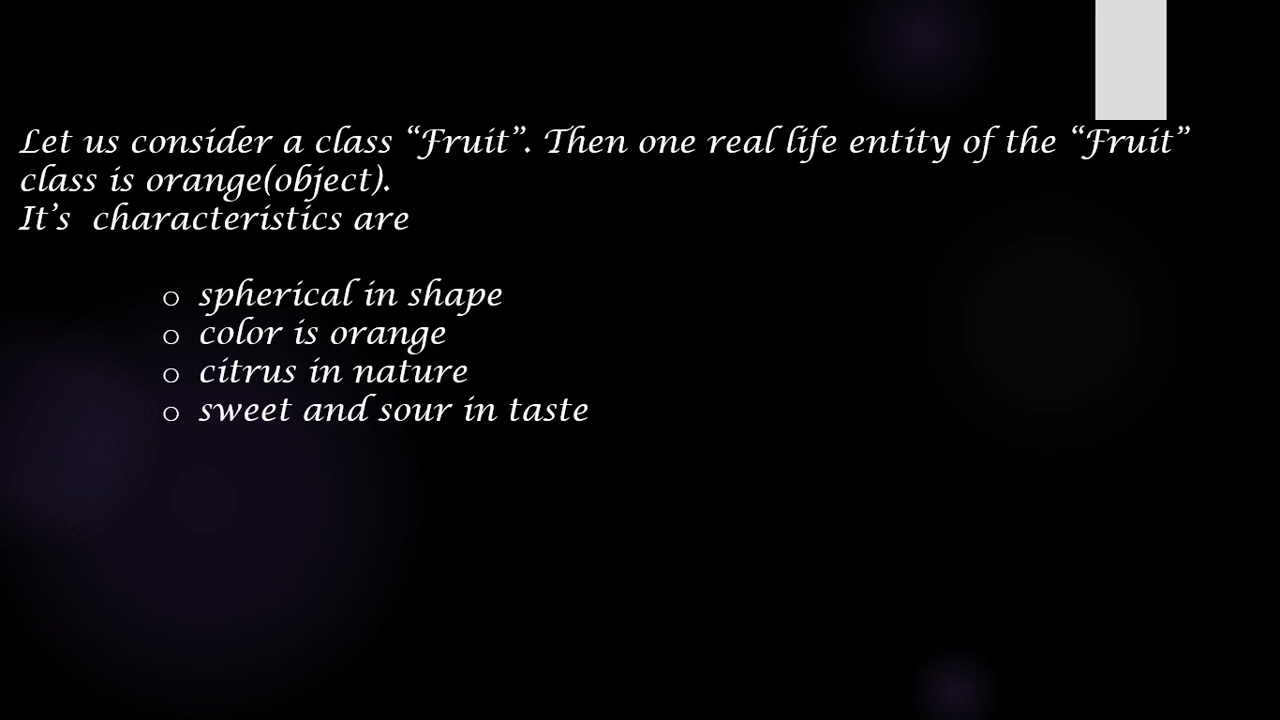 Let us consider a class “Fruit”. Then one real life entity of the “Fruit”
class is orange(object).
It’s  characteristics are
o spherical in shape
o color is orange
o citrus in nature
o sweet and sour in taste